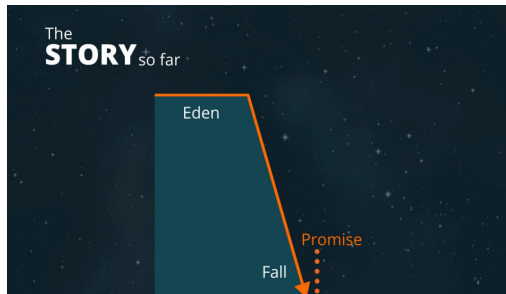 The
STORY so far
Eden
Promise
Fall